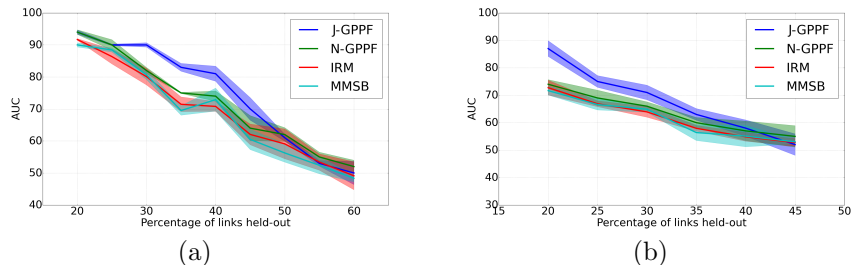 100
90
80
70
60
50
40
30
20
30
40
50
60
AUC
Percentage of links held-out
J-GPPF
N-GPPF
IRM
MMSB
(a)
100
90
80
70
60
50
40
30
15
20
25
30
35
40
45
50
AUC
Percentage of links held-out
J-GPPF
N-GPPF
IRM
MMSB
(b)